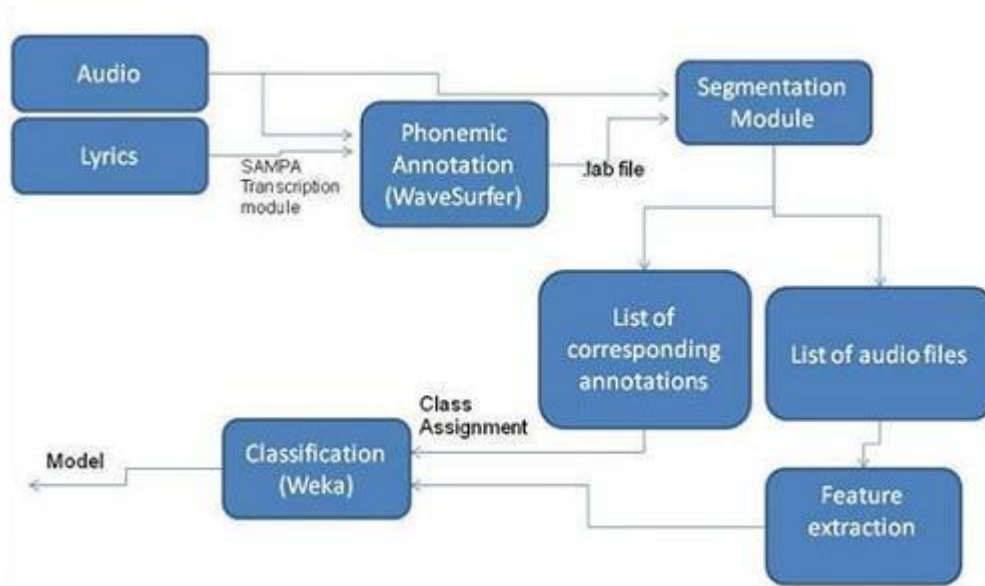 Audio
Lyrics
SAMPA
Transcription
module
Phonemic
Annotation
(WaveSurfer)
.lab file
Segmentation
Module
List of
corresponding
annotations
List of audio files
Class
Assignment
Classification
(Weka)
Model
Feature
extraction